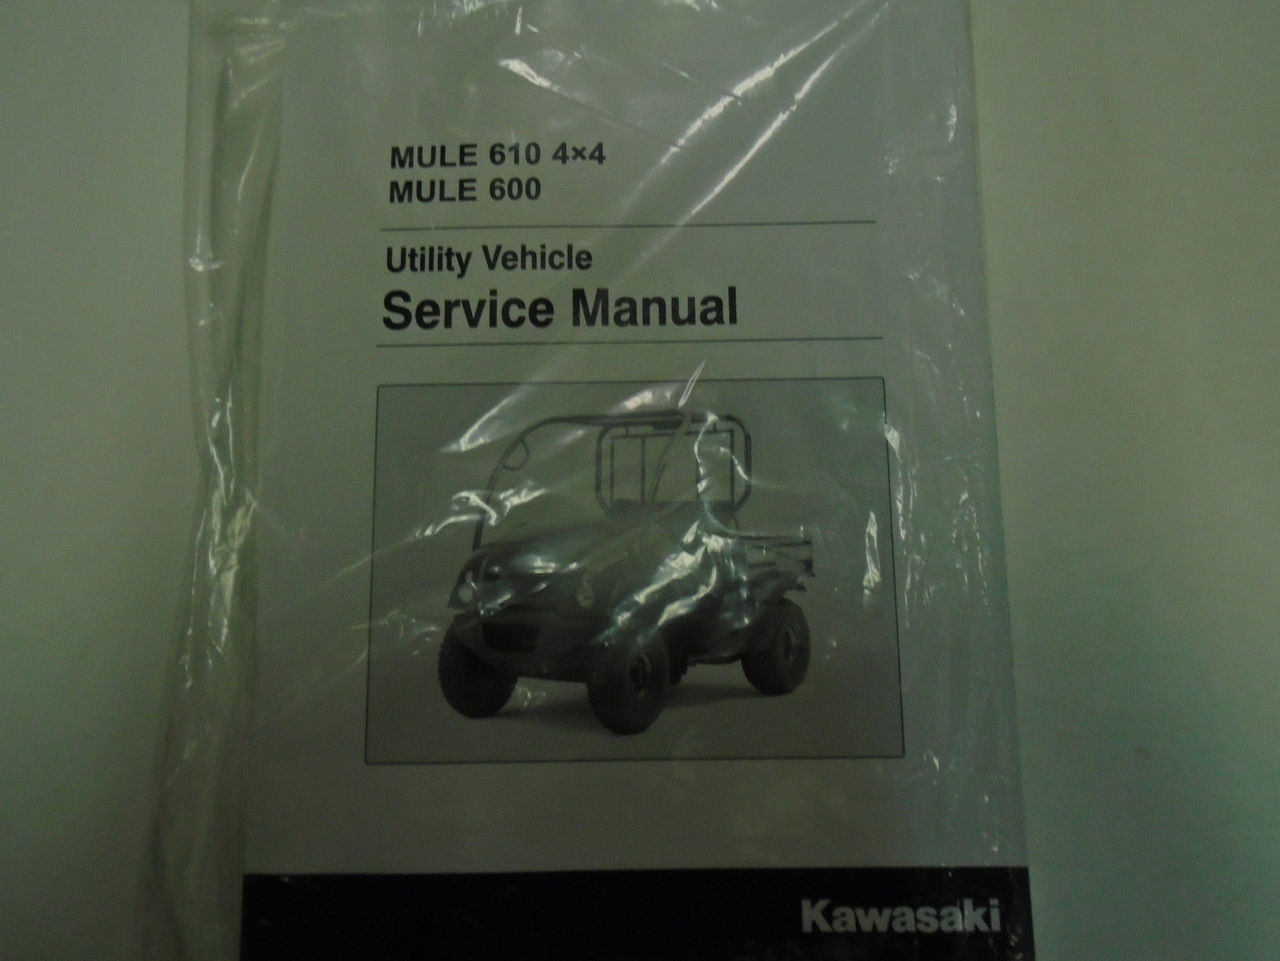 MULE 610 4×4
MULE 600
Utility Vehicle
Service Manual
Kawasaki